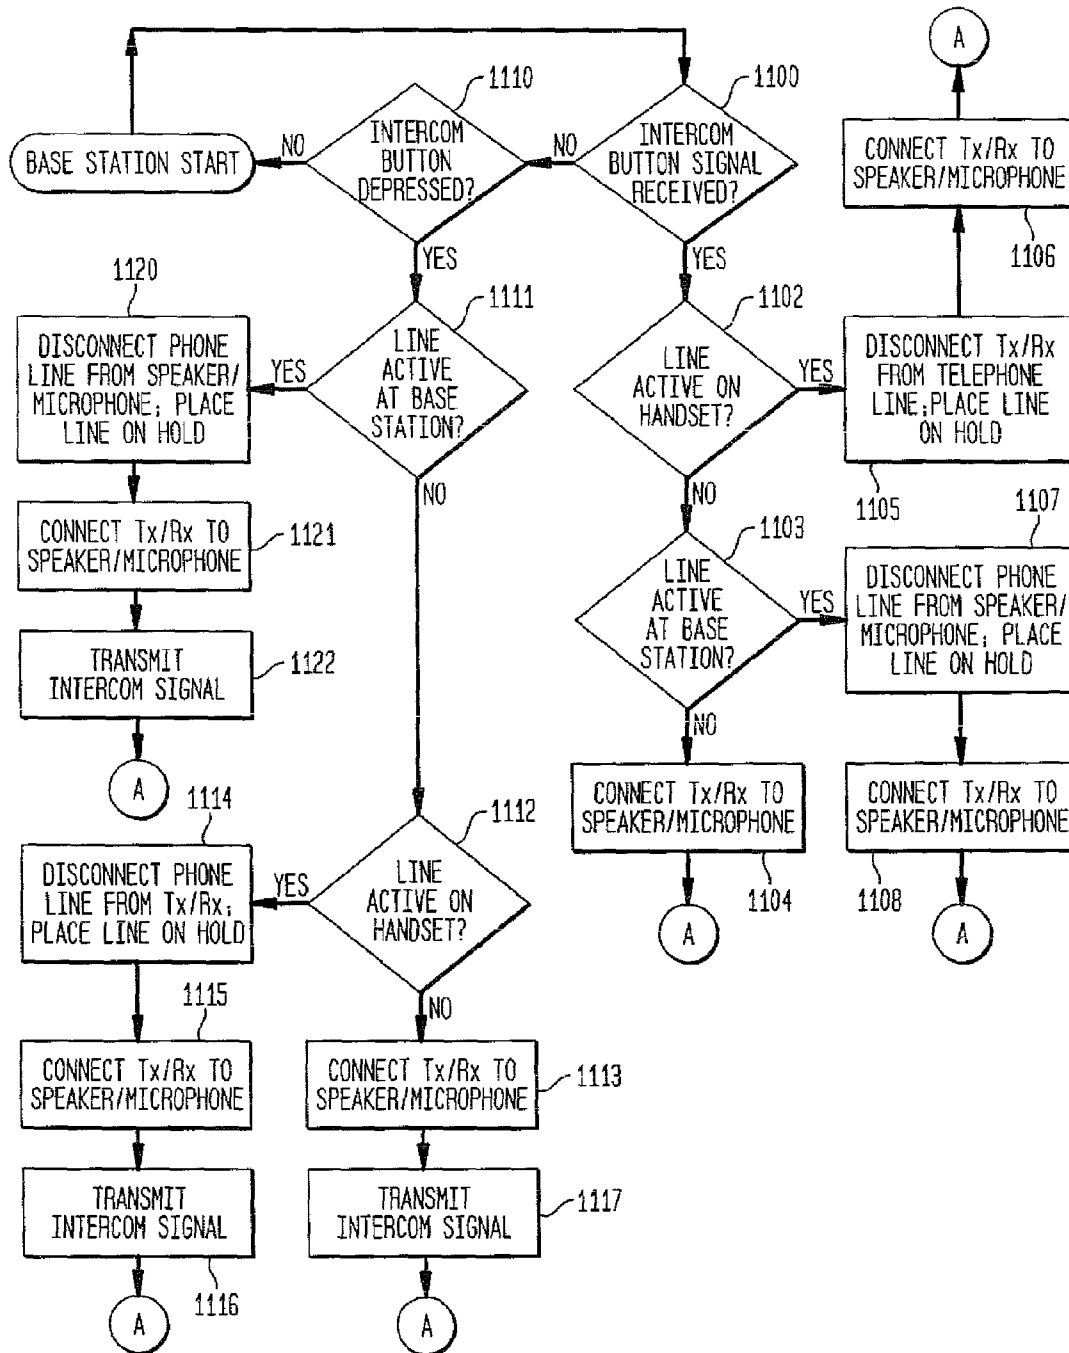 A
1110
1100
BASE STATION START
NO
INTERCOM
BUTTON
DEPRESSED?
NO
INTERCOM
BUTTON SIGNAL
RECEIVED?
CONNECT Tx/Rx TO
SPEAKER/MICROPHONE
1106
YES
YES
1120
1111
1102
DISCONNECT PHONE
LINE FROM SPEAKER/
MICROPHONE; PLACE
LINE ON HOLD
YES
LINE
ACTIVE
AT BASE
STATION?
LINE
ACTIVE ON
HANDSET?
YES
DISCONNECT Tx/Rx
FROM TELEPHONE
LINE;PLACE LINE
ON HOLD
1105
NO
NO
CONNECT Tx/Rx TO
SPEAKER/MICROPHONE
1121
1103
1107
LINE
ACTIVE
AT BASE
STATION?
YES
DISCONNECT PHONE
LINE FROM SPEAKER/
MICROPHONE; PLACE
LINE ON HOLD
TRANSMIT
INTERCOM SIGNAL
1122
NO
A
CONNECT Tx/Rx TO
SPEAKER/MICROPHONE
1104
CONNECT Tx/Rx TO
SPEAKER/MICROPHONE
1108
A
A
1114
1112
DISCONNECT PHONE
LINE FROM Tx/Rx;
PLACE LINE ON HOLD
YES
LINE
ACTIVE ON
HANDSET?
NO
1115
CONNECT Tx/Rx TO
SPEAKER/MICROPHONE
CONNECT Tx/Rx TO
SPEAKER/MICROPHONE
1113
TRANSMIT
INTERCOM SIGNAL
1116
TRANSMIT
INTERCOM SIGNAL
1117
A
A